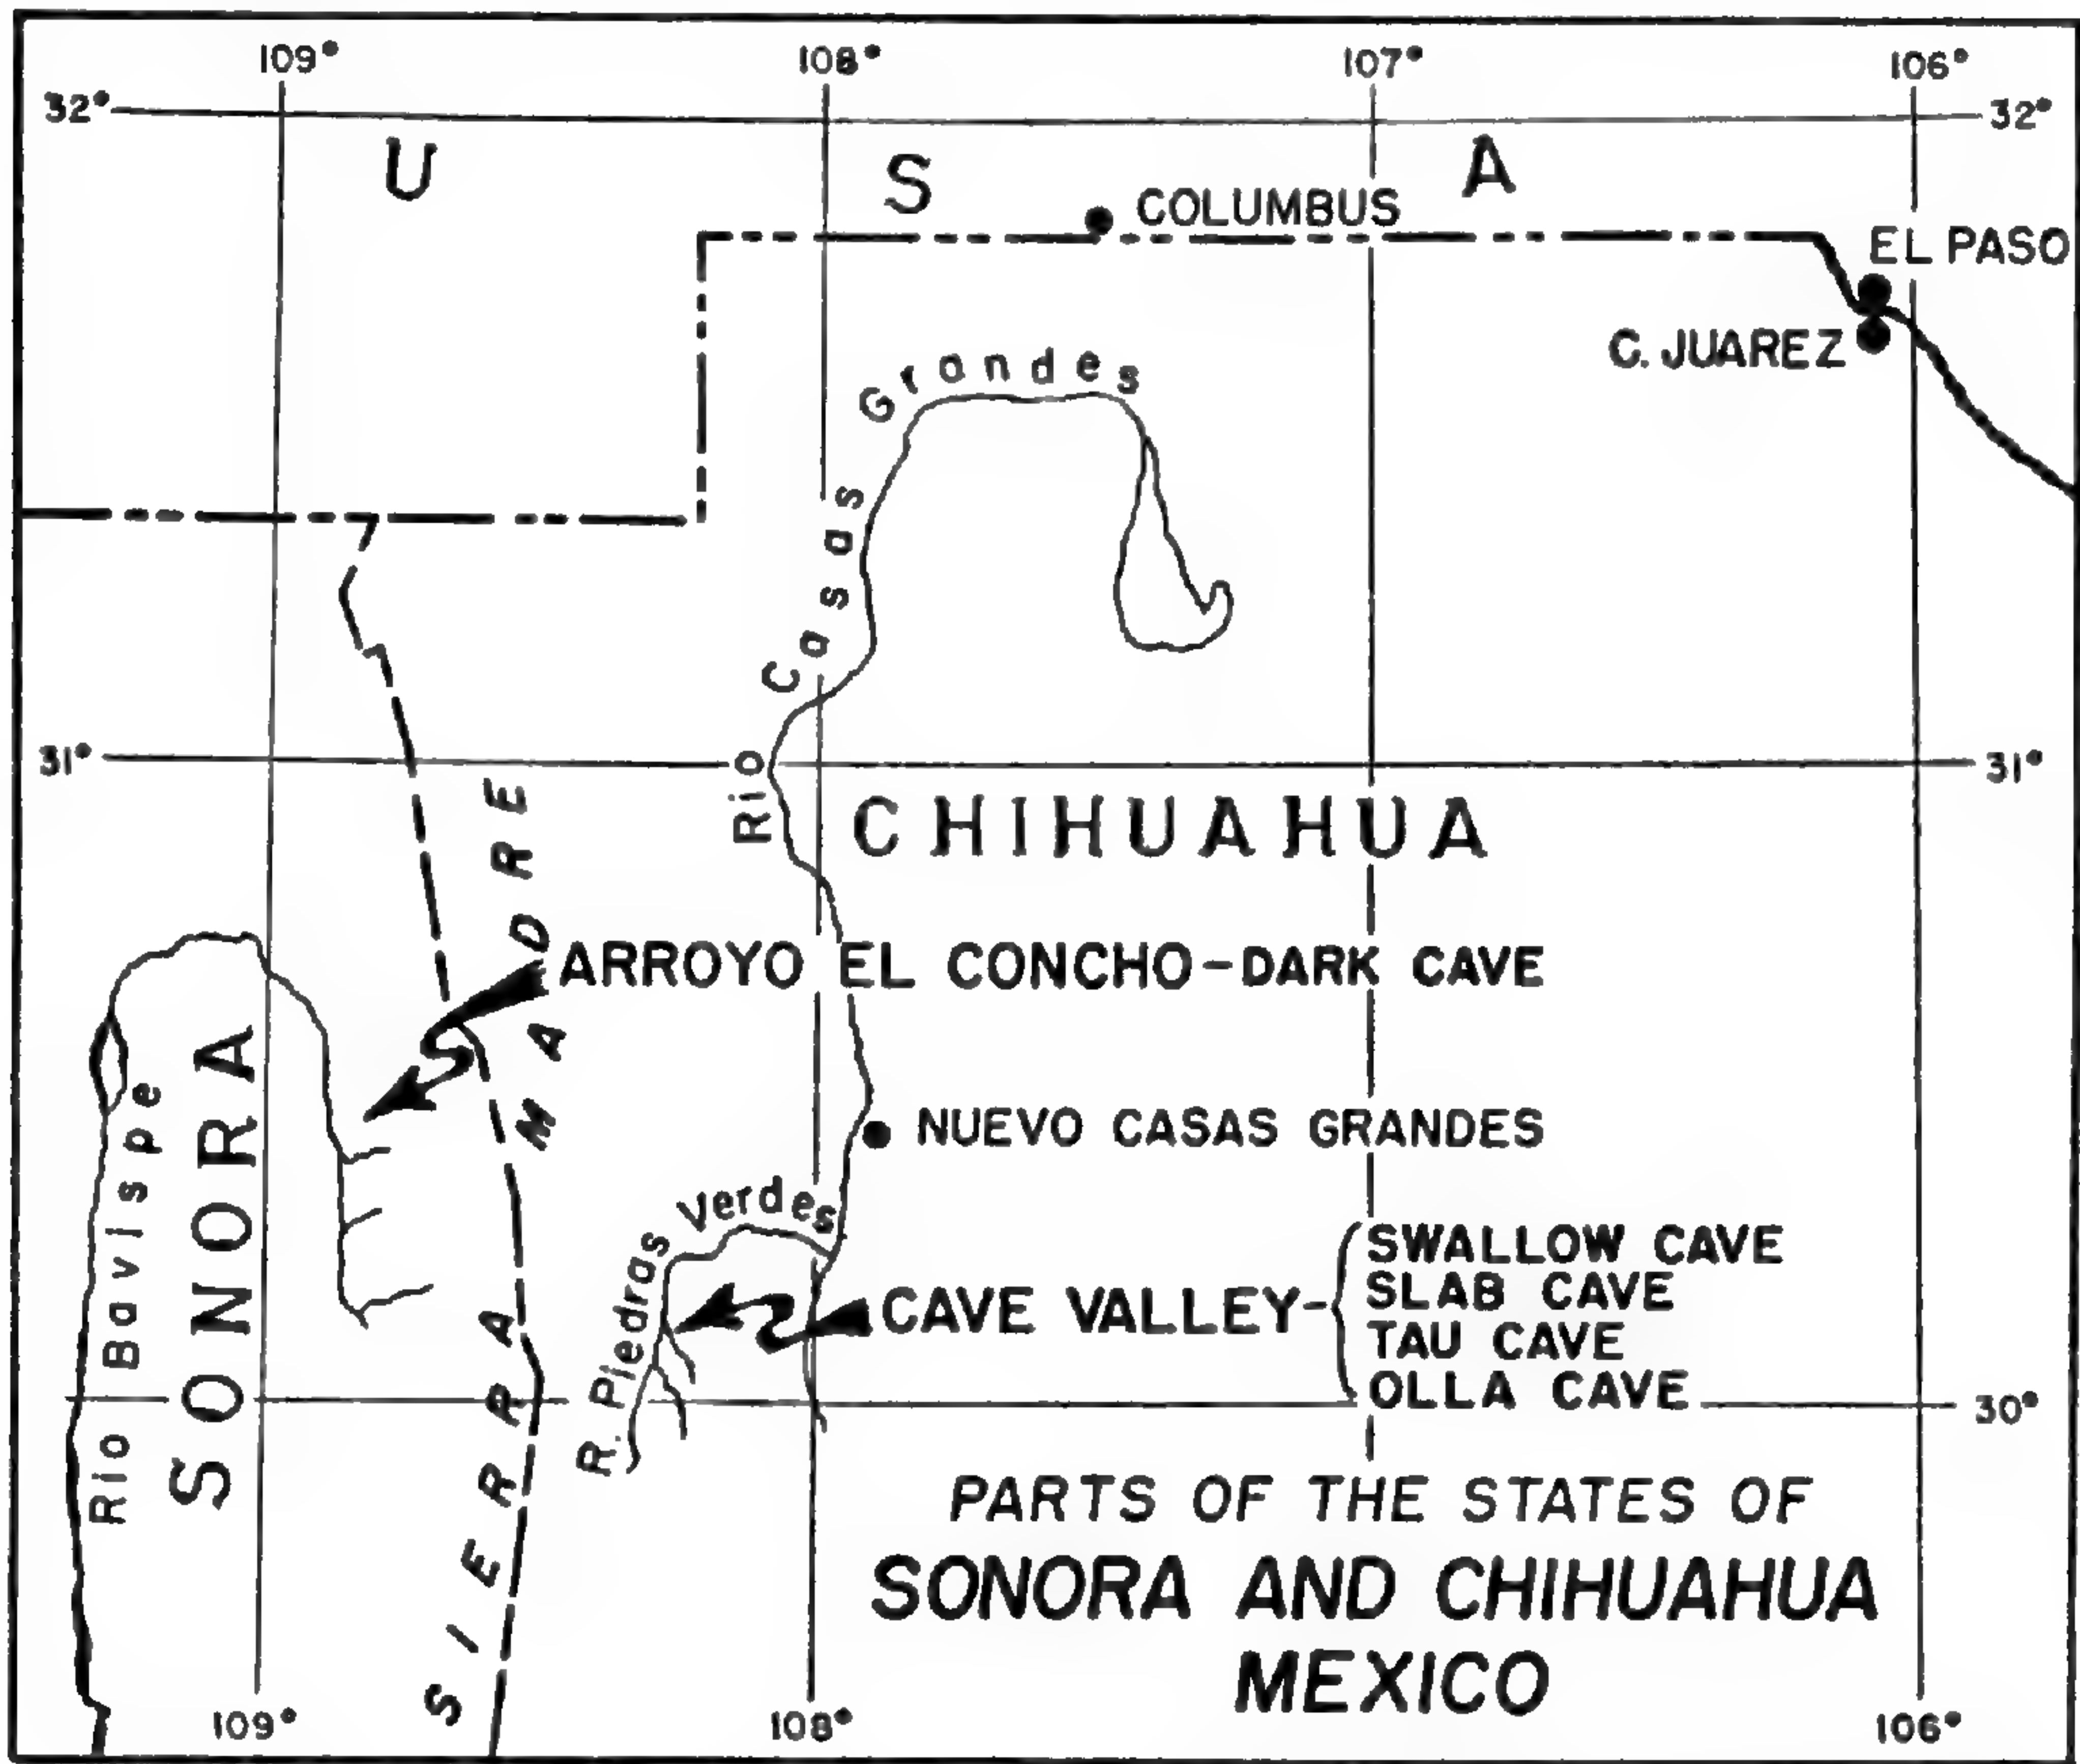 109° 108° 107° 106°
32° 32°
U S A
COLUMBUS
EL PASO
C. JUAREZ
Rio Casas Grandes
31° 31°
CHIHUAHUA
SIERRA MADRE
ARROYO EL CONCHO-DARK CAVE
SONORA
Rio Bavispe
NUEVO CASAS GRANDES
R. Piedras Verdes
CAVE VALLEY-
SWALLOW CAVE
SLAB CAVE
TAU CAVE
OLLA CAVE
30°
PARTS OF THE STATES OF
SONORA AND CHIHUAHUA
MEXICO
109° 108° 106°